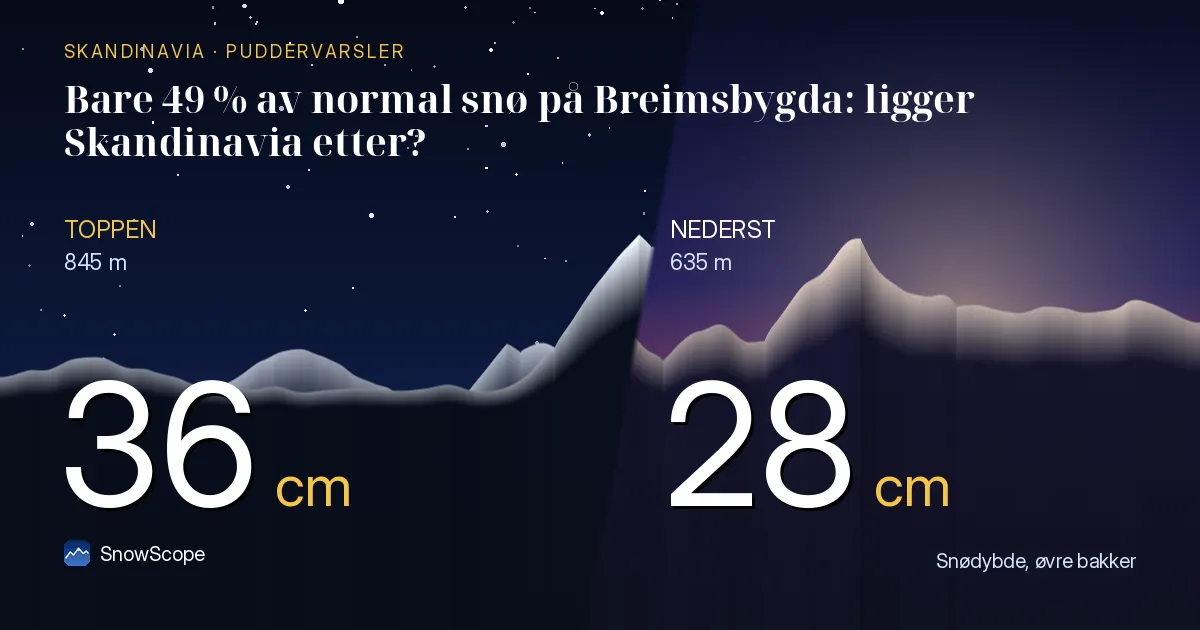 SKANDINAVIA · PUDDERVARSLER
Bare 49 % av normal snø på Breimsbygda: ligger
Skandinavia etter?
TOPPEN
845 m
36 cm
NEDERST
635 m
28 cm
SnowScope
Snødybde, øvre bakker